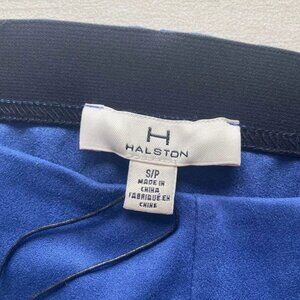 H
HALSTON
S/P
MADE IN
CHINA
FABRIQUÉ EN
CHINE